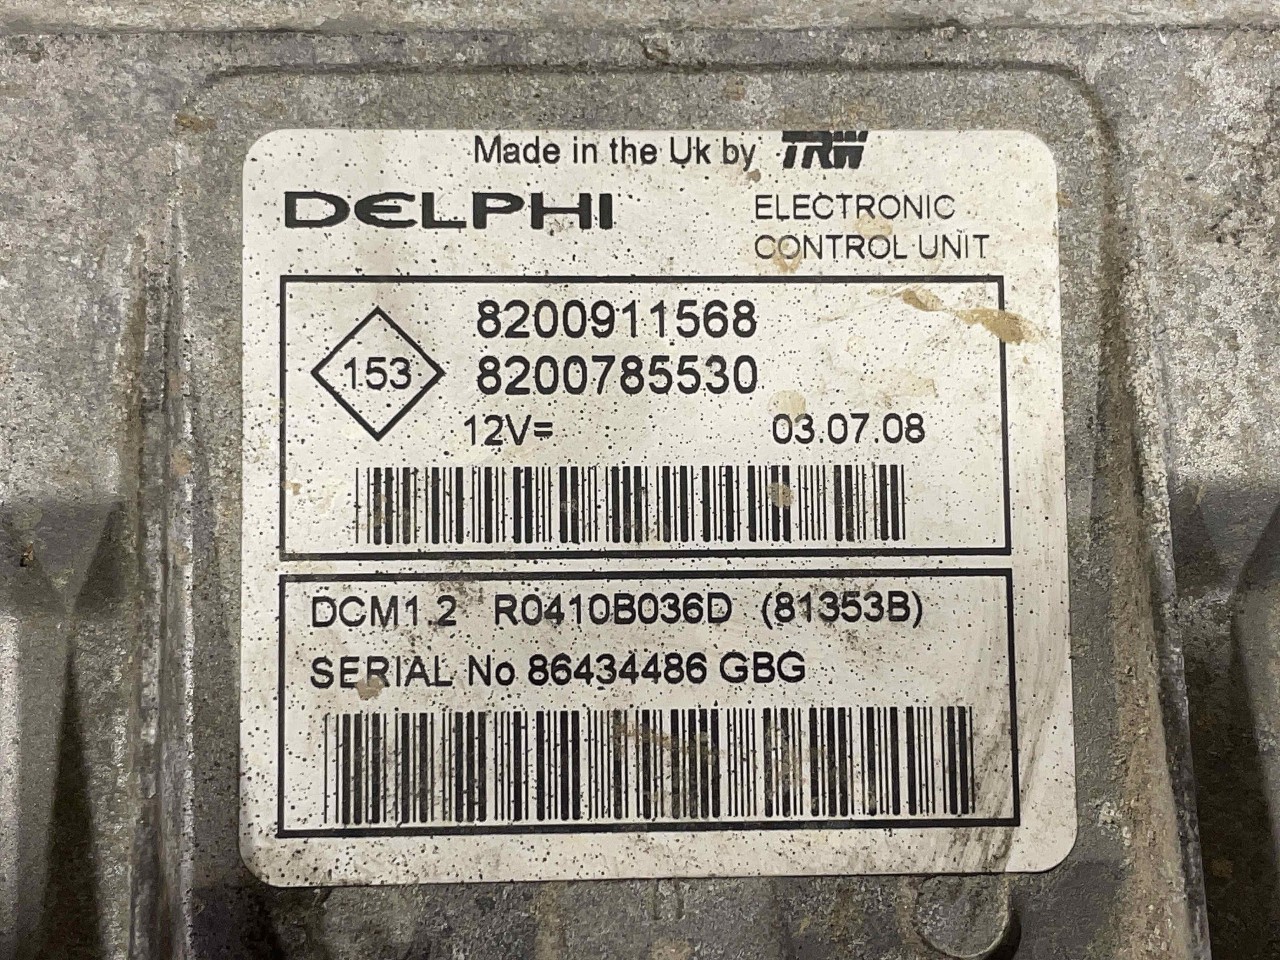 Made in the Uk by TRW
DELPHI
ELECTRONIC
CONTROL UNIT
153
8200911568
8200785530
12V=
03.07.08
DCM1.2 R0410B036D (81353B)
SERIAL No 86434486 GBG